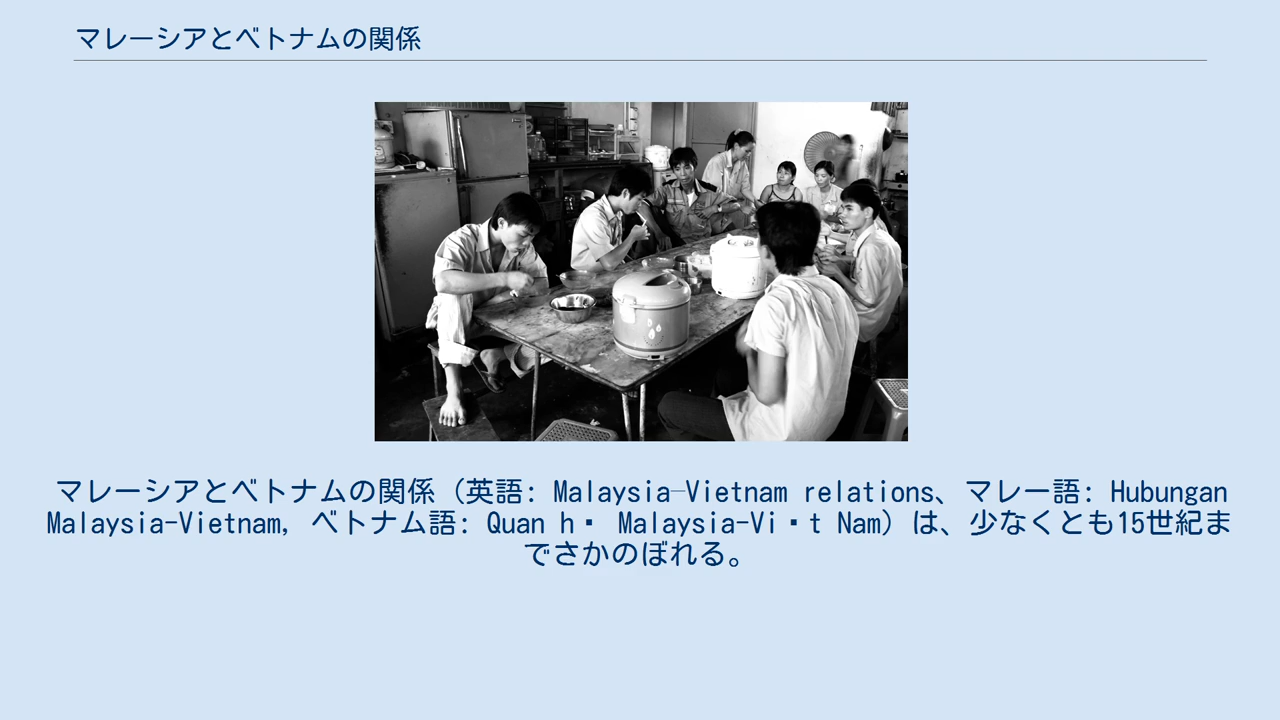 マレーシアとベトナムの関係
マレーシアとベトナムの関係（英語: Malaysia–Vietnam relations、マレー語: Hubungan
Malaysia-Vietnam, ベトナム語: Quan h▪ Malaysia-Vi▪t Nam）は、少なくとも15世紀ま
でさかのぼれる。